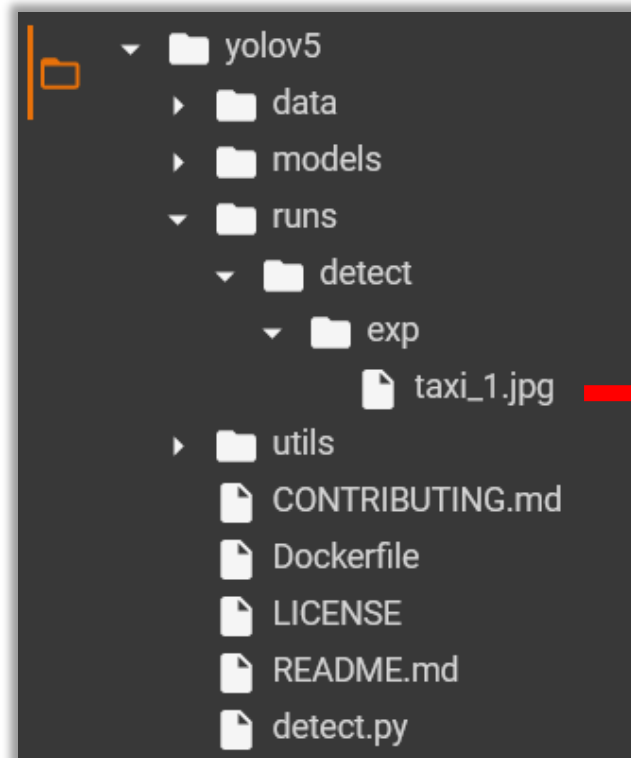 yolov5
data
models
runs
detect
exp
taxi_1.jpg
utils
CONTRIBUTING.md
Dockerfile
LICENSE
README.md
detect.py